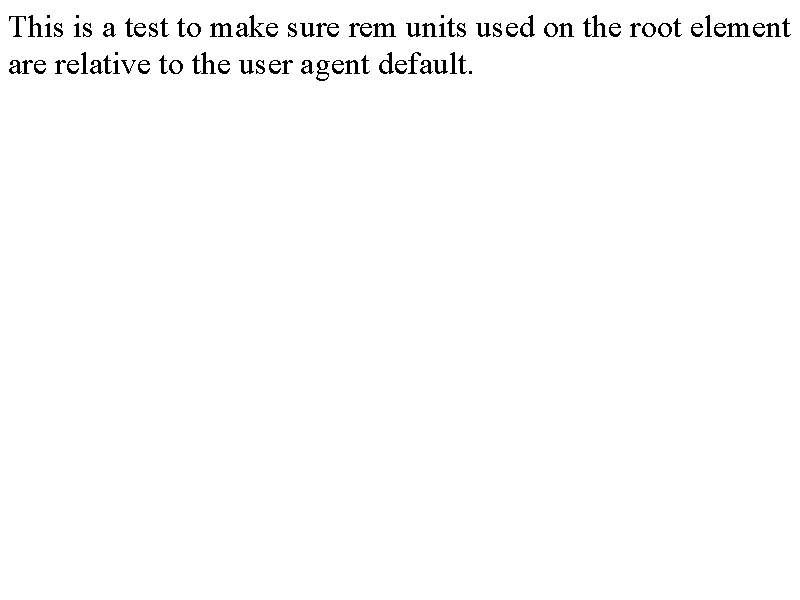 This is a test to make sure rem units used on the root element
are relative to the user agent default.